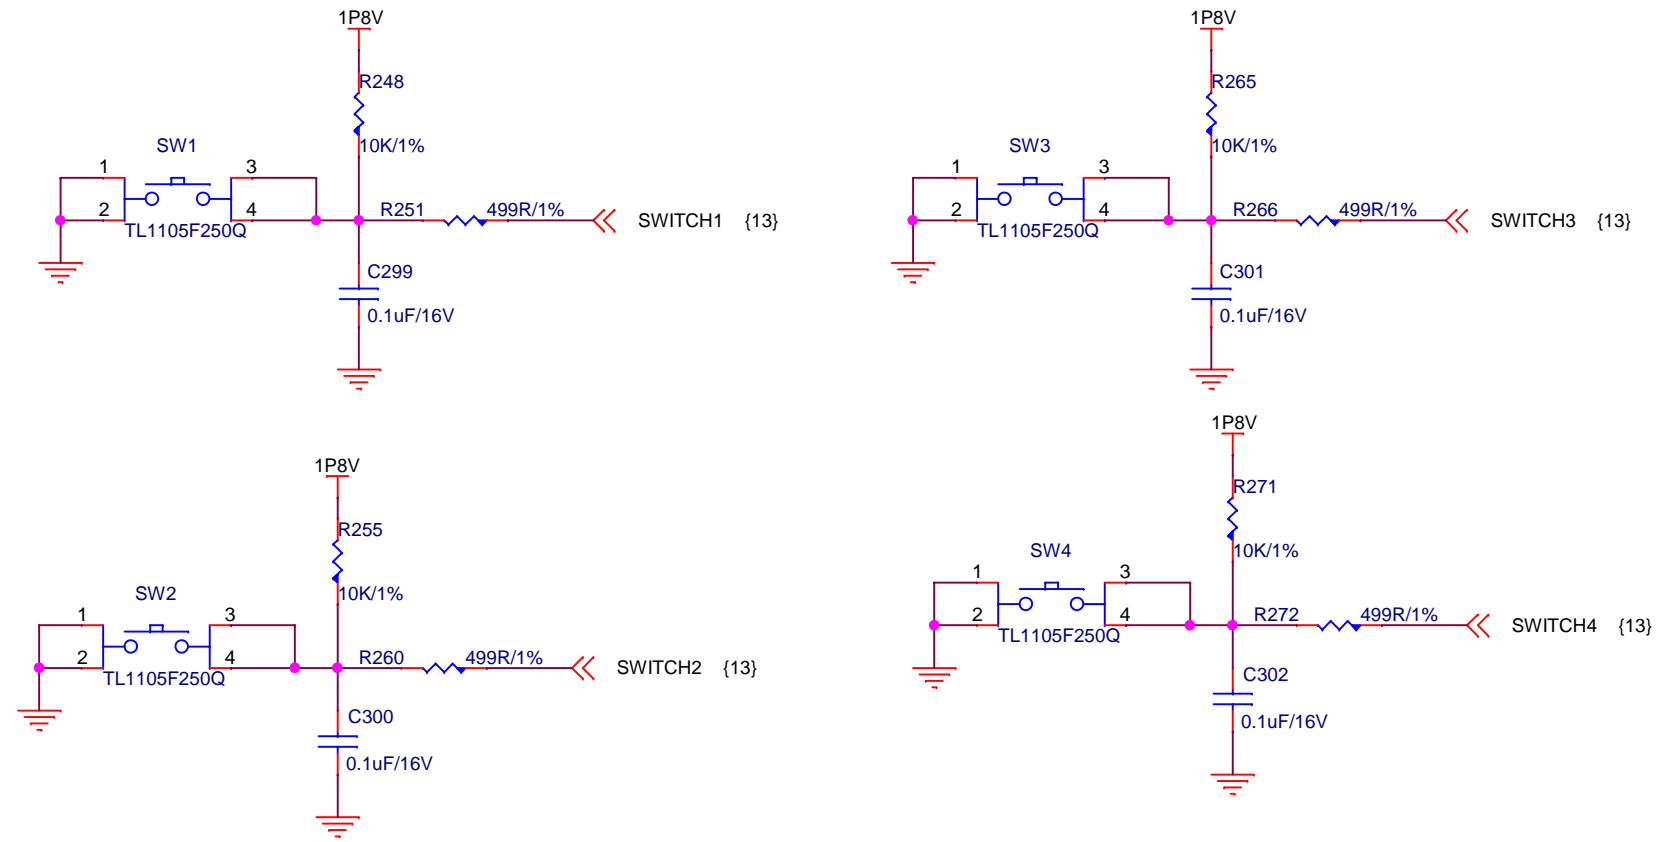 1P8V
R248
10K/1%
SW1
1
3
2
4
TL1105F250Q
R251
499R/1%
SWITCH1 {13}
C299
0.1uF/16V
1P8V
R265
10K/1%
SW3
1
3
2
4
TL1105F250Q
R266
499R/1%
SWITCH3 {13}
C301
0.1uF/16V
1P8V
R255
10K/1%
SW2
1
3
2
4
TL1105F250Q
R260
499R/1%
SWITCH2 {13}
C300
0.1uF/16V
1P8V
R271
10K/1%
SW4
1
3
2
4
TL1105F250Q
R272
499R/1%
SWITCH4 {13}
C302
0.1uF/16V